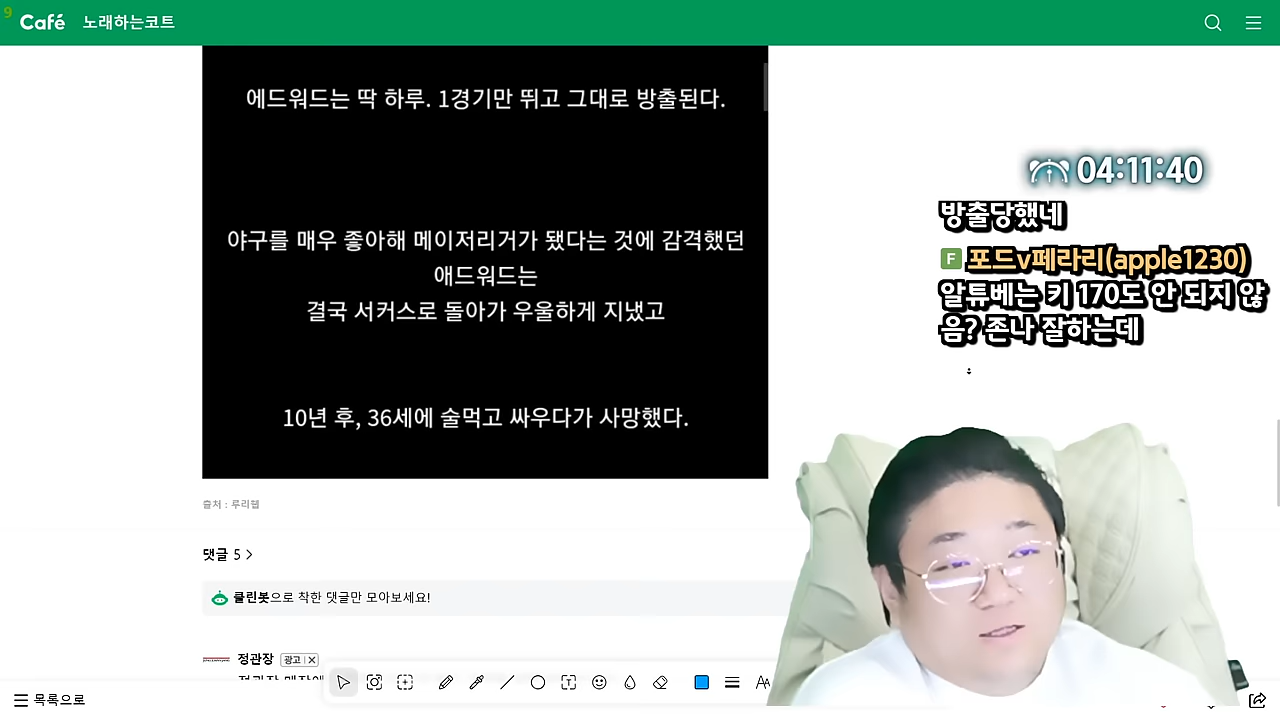 9
Café 노래하는코트
에드워드는 딱 하루. 1경기만 뛰고 그대로 방출된다.
야구를 매우 좋아해 메이저리거가 됐다는 것에 감격했던
애드워드는
결국 서커스로 돌아가 우울하게 지냈고
10년 후, 36세에 술먹고 싸우다가 사망했다.
출처 : 루리웹
댓글 5
클린봇으로 착한 댓글만 모아보세요!
정관장 광고
목록으로
04:11:40
방출당했네
F 포드v페라리(apple1230)
알튜베는 키 170도 안 되지 않
음? 존나 잘하는데